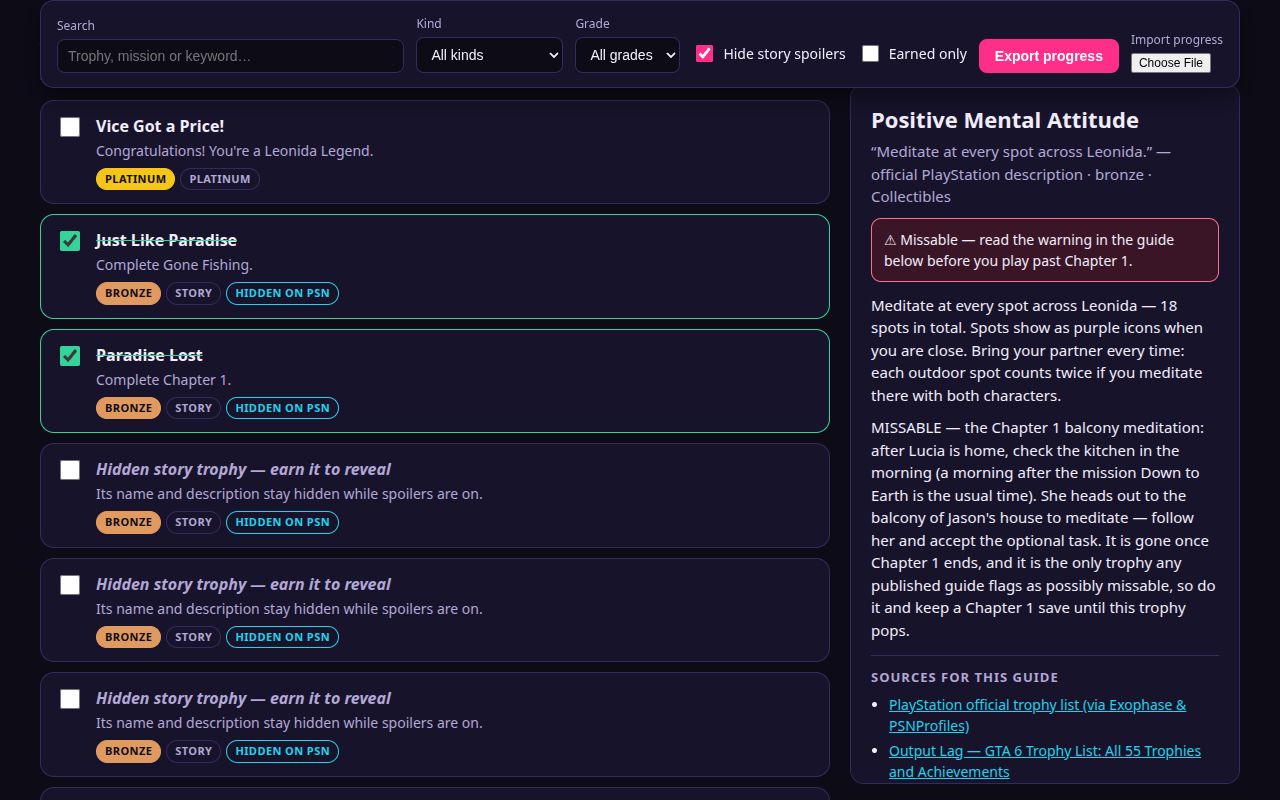 Search
Kind
Grade
Trophy, mission or keyword…
All kinds
All grades
Hide story spoilers
Earned only
Export progress
Import progress
Choose File
Vice Got a Price!
Congratulations! You're a Leonida Legend.
PLATINUM
PLATINUM
Just Like Paradise
Complete Gone Fishing.
BRONZE
STORY
HIDDEN ON PSN
Paradise Lost
Complete Chapter 1.
BRONZE
STORY
HIDDEN ON PSN
Hidden story trophy — earn it to reveal
Its name and description stay hidden while spoilers are on.
BRONZE
STORY
HIDDEN ON PSN
Hidden story trophy — earn it to reveal
Its name and description stay hidden while spoilers are on.
BRONZE
STORY
HIDDEN ON PSN
Hidden story trophy — earn it to reveal
Its name and description stay hidden while spoilers are on.
BRONZE
STORY
HIDDEN ON PSN
Positive Mental Attitude
“Meditate at every spot across Leonida.” —
official PlayStation description · bronze ·
Collectibles
⚠ Missable — read the warning in the guide
below before you play past Chapter 1.
Meditate at every spot across Leonida — 18
spots in total. Spots show as purple icons when
you are close. Bring your partner every time:
each outdoor spot counts twice if you meditate
there with both characters.
MISSABLE — the Chapter 1 balcony meditation:
after Lucia is home, check the kitchen in the
morning (a morning after the mission Down to
Earth is the usual time). She heads out to the
balcony of Jason's house to meditate — follow
her and accept the optional task. It is gone once
Chapter 1 ends, and it is the only trophy any
published guide flags as possibly missable, so do
it and keep a Chapter 1 save until this trophy
pops.
SOURCES FOR THIS GUIDE
PlayStation official trophy list (via Exophase &
PSNProfiles)
Output Lag — GTA 6 Trophy List: All 55 Trophies
and Achievements